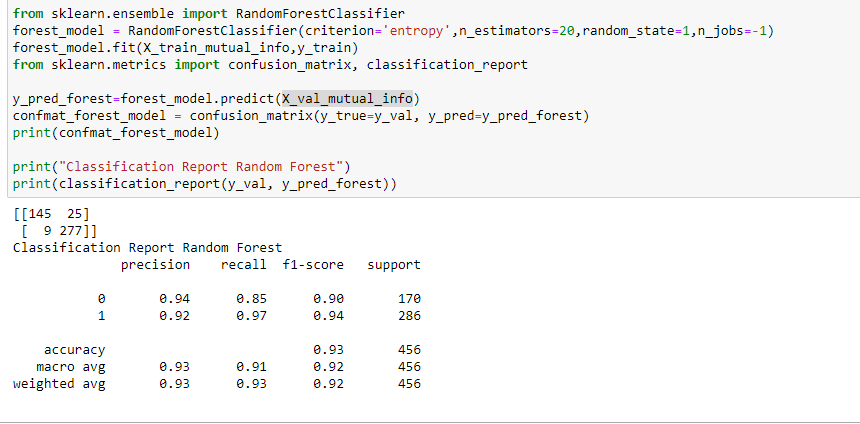 from sklearn.ensemble import RandomForestClassifier
forest_model = RandomForestClassifier(criterion='entropy',n_estimators=20,random_state=1,n_jobs=-1)
forest_model.fit(X_train_mutual_info,y_train)
from sklearn.metrics import confusion_matrix, classification_report
y_pred_forest=forest_model.predict(X_val_mutual_info)
confmat_forest_model = confusion_matrix(y_true=y_val, y_pred=y_pred_forest)
print(confmat_forest_model)
print("Classification Report Random Forest")
print(classification_report(y_val, y_pred_forest))
[[145  25]
 [  9 277]]
Classification Report Random Forest
              precision    recall  f1-score   support
           0       0.94      0.85      0.90       170
           1       0.92      0.97      0.94       286
    accuracy                           0.93       456
   macro avg       0.93      0.91      0.92       456
weighted avg       0.93      0.93      0.92       456